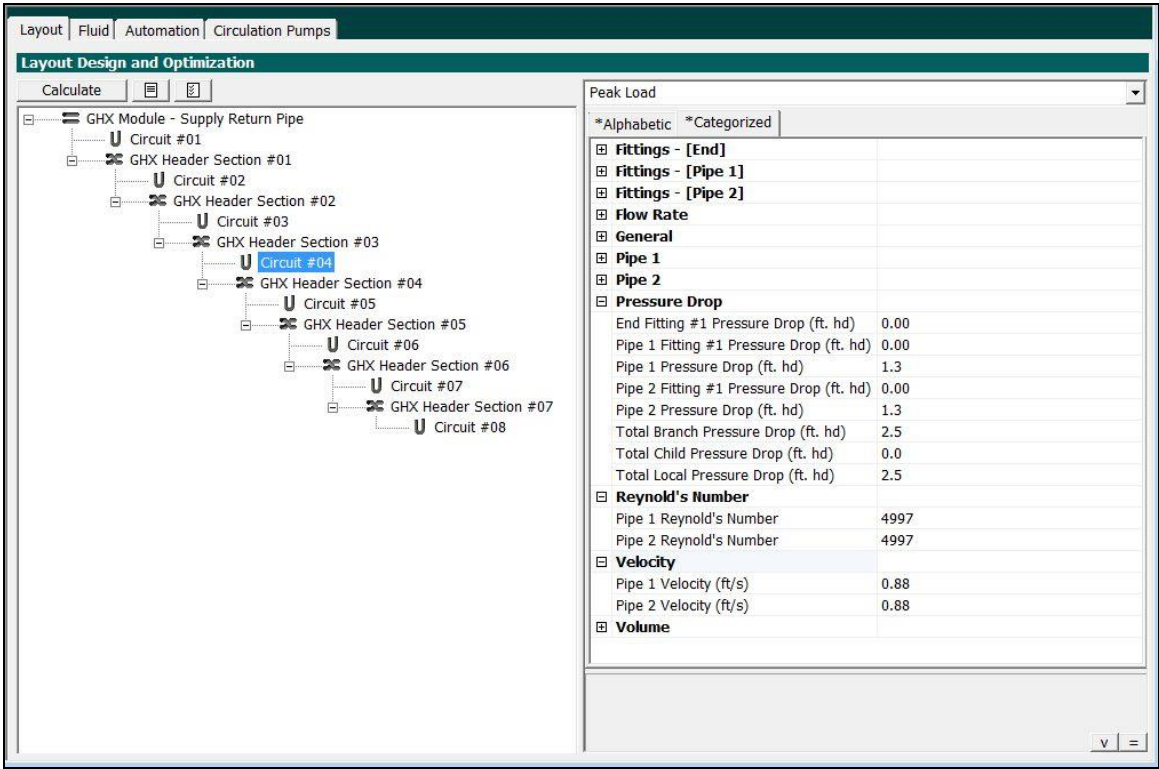 Layout Fluid Automation Circulation Pumps
Layout Design and Optimization
Calculate
GHX Module - Supply Return Pipe
Circuit #01
GHX Header Section #01
Circuit #02
GHX Header Section #02
Circuit #03
GHX Header Section #03
Circuit #04
GHX Header Section #04
Circuit #05
GHX Header Section #05
Circuit #06
GHX Header Section #06
Circuit #07
GHX Header Section #07
Circuit #08
Peak Load
*Alphabetic *Categorized
Fittings - [End]
Fittings - [Pipe 1]
Fittings - [Pipe 2]
Flow Rate
General
Pipe 1
Pipe 2
Pressure Drop
End Fitting #1 Pressure Drop (ft. hd) 0.00
Pipe 1 Fitting #1 Pressure Drop (ft. hd) 0.00
Pipe 1 Pressure Drop (ft. hd) 1.3
Pipe 2 Fitting #1 Pressure Drop (ft. hd) 0.00
Pipe 2 Pressure Drop (ft. hd) 1.3
Total Branch Pressure Drop (ft. hd) 2.5
Total Child Pressure Drop (ft. hd) 0.0
Total Local Pressure Drop (ft. hd) 2.5
Reynold's Number
Pipe 1 Reynold's Number 4997
Pipe 2 Reynold's Number 4997
Velocity
Pipe 1 Velocity (ft/s) 0.88
Pipe 2 Velocity (ft/s) 0.88
Volume
v =